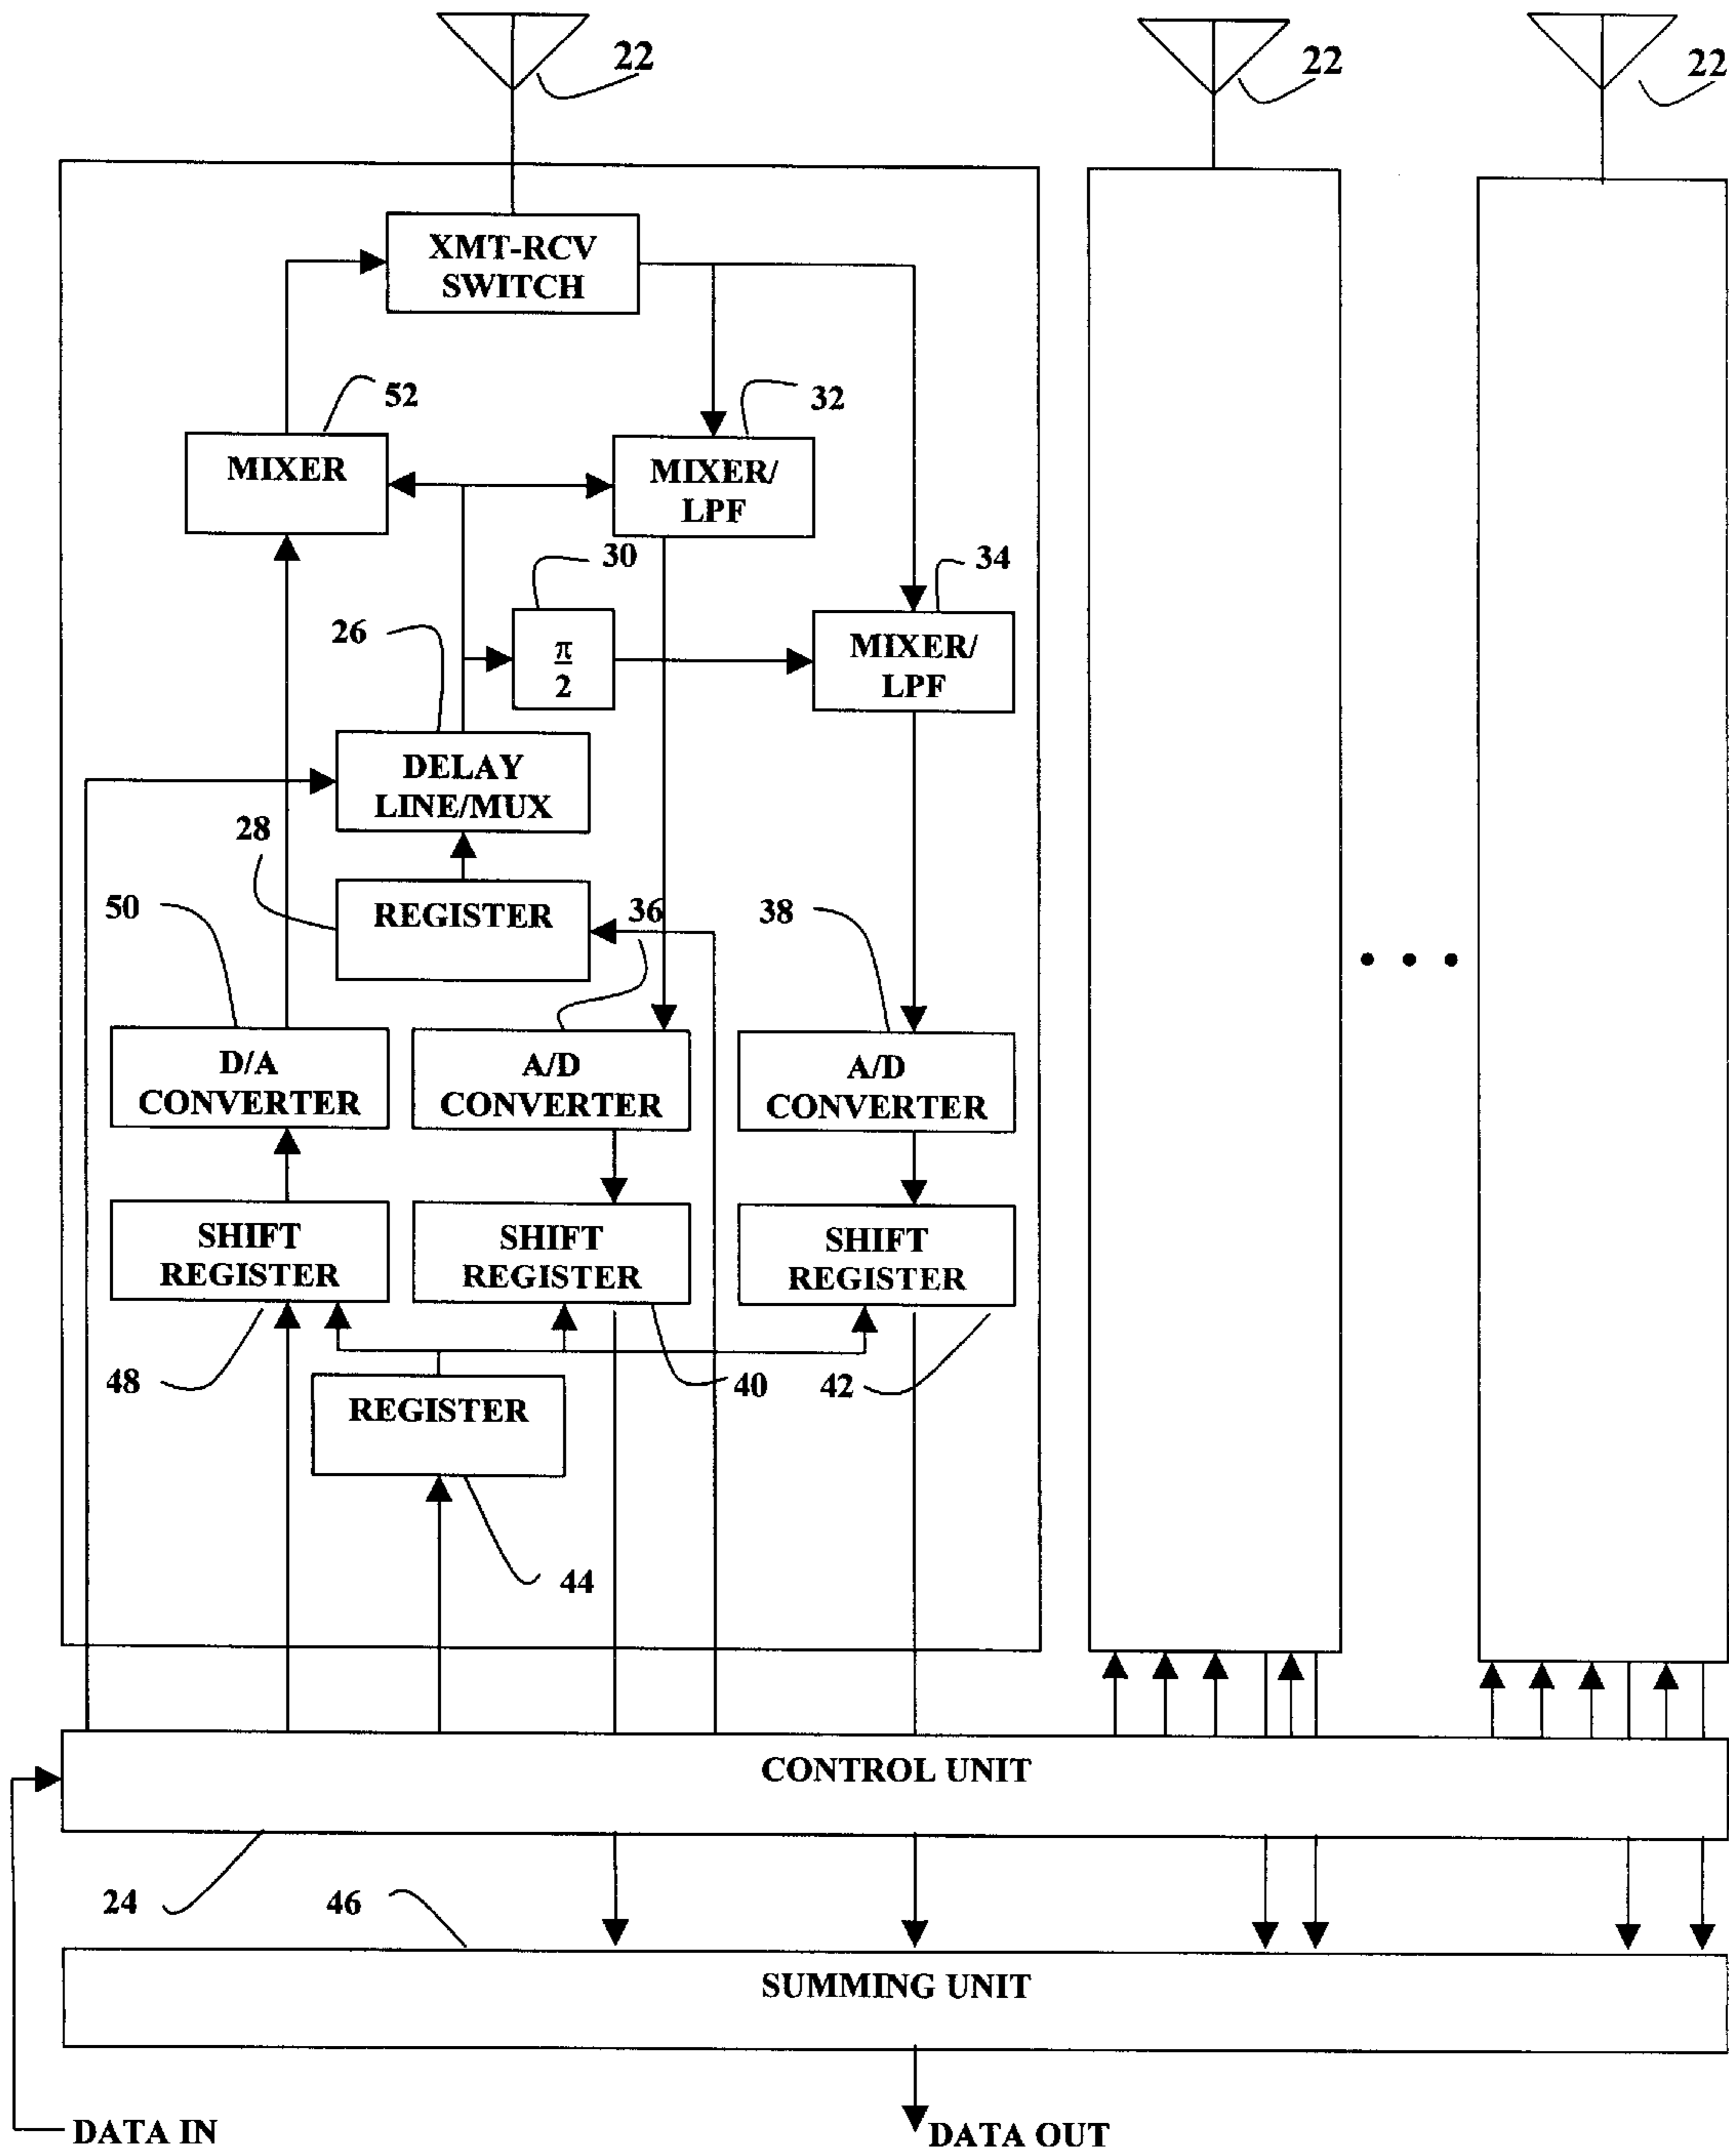 22
22
22
XMT-RCV
SWITCH
52
32
MIXER
MIXER/
LPF
30
34
26
π
2
MIXER/
LPF
DELAY
LINE/MUX
28
50
REGISTER
36
38
D/A
CONVERTER
A/D
CONVERTER
A/D
CONVERTER
SHIFT
REGISTER
SHIFT
REGISTER
SHIFT
REGISTER
48
40
42
REGISTER
44
CONTROL UNIT
24
46
SUMMING UNIT
DATA IN
DATA OUT